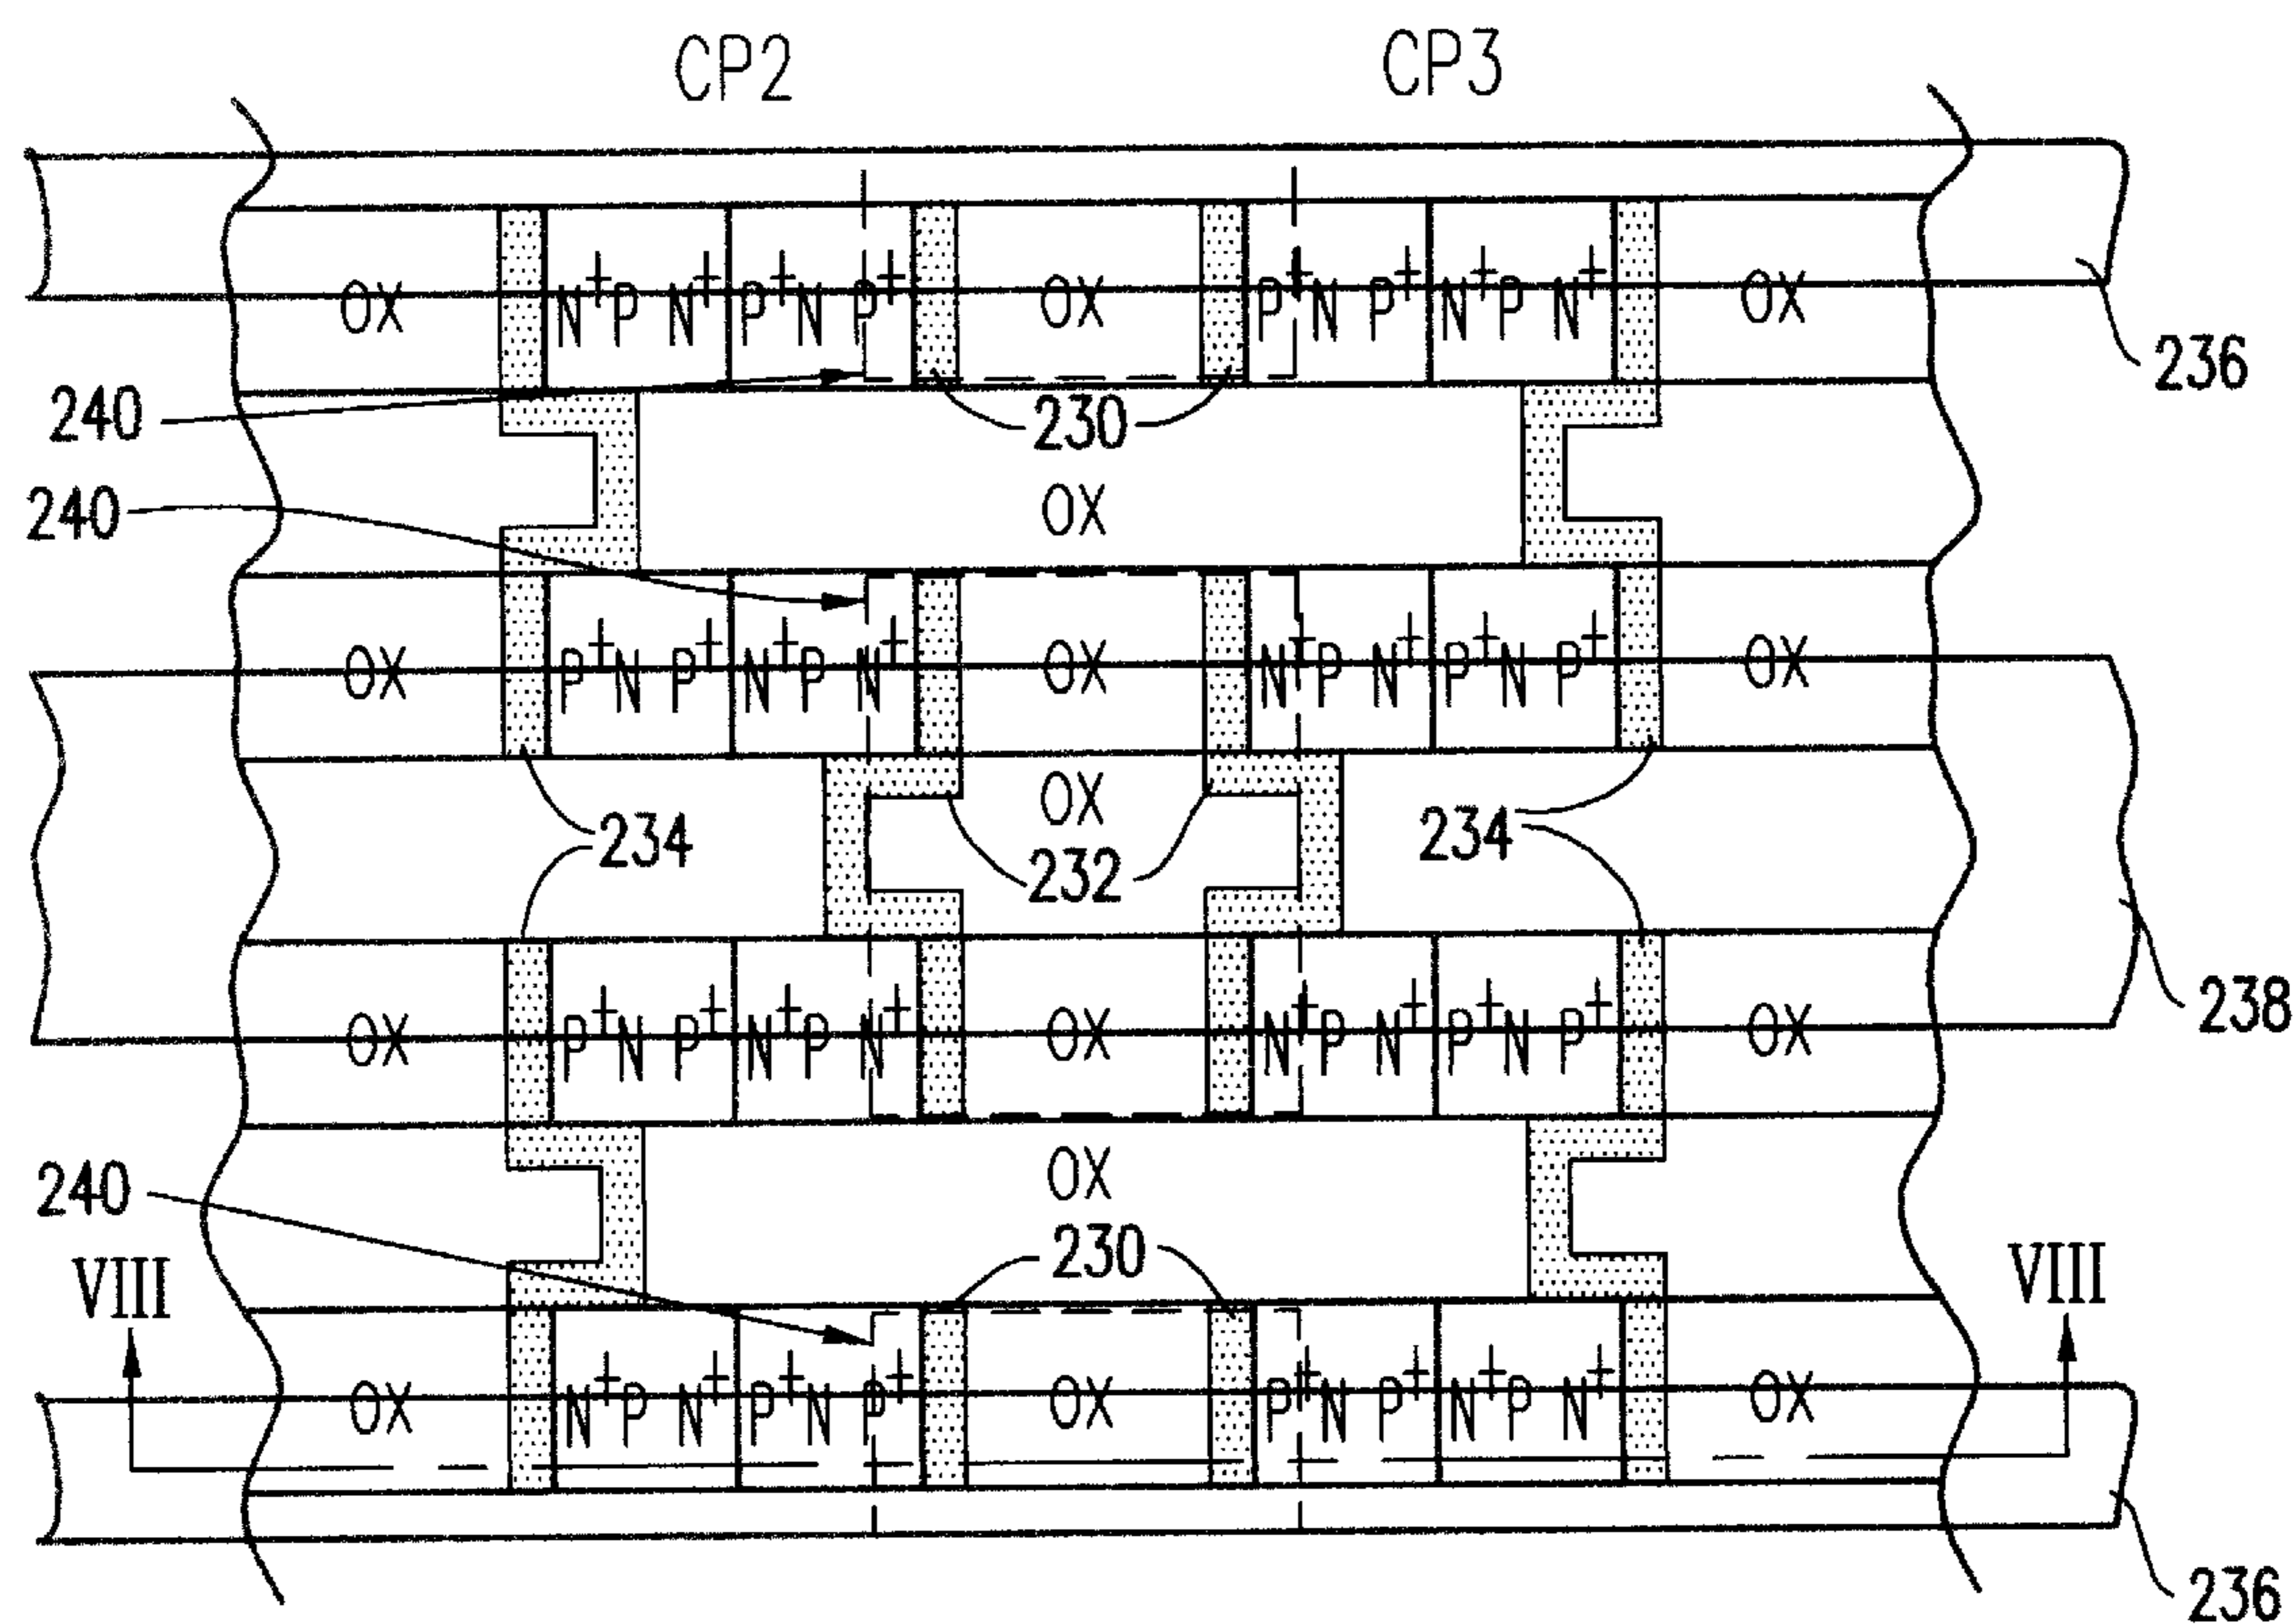 CP2 CP3
OX N+ P N+ P+ N P+ OX P+ N P+ N+ P N+ OX
236
240 230
240 OX
OX P+ N P+ N+ P N+ OX N+ P N+ P+ N P+ OX
OX
234 232 234
238
OX P+ N P+ N+ P N+ OX N+ P N+ P+ N P+ OX
240 OX
230
VIII VIII
OX N+ P N+ P+ N P+ OX P+ N P+ N+ P N+ OX
236